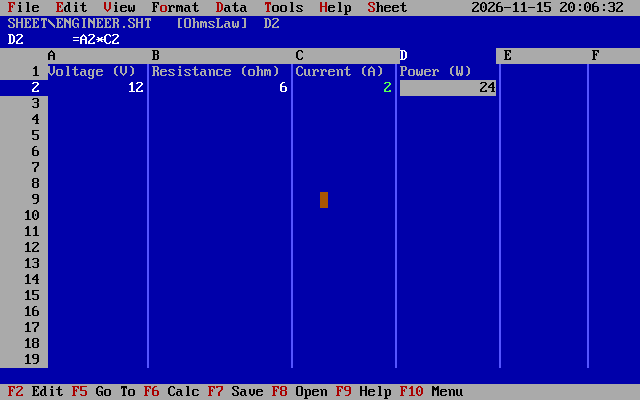 File Edit View Format Data Tools Help Sheet 2026-11-15 20:06:32
SHEET\ENGINEER.SHT [OhmsLaw] D2
D2 =A2*C2
A B C D E F
1 Voltage (V) Resistance (ohm) Current (A) Power (W)
2 12 6 2 24
3
4
5
6
7
8
9
10
11
12
13
14
15
16
17
18
19
F2 Edit F5 Go To F6 Calc F7 Save F8 Open F9 Help F10 Menu